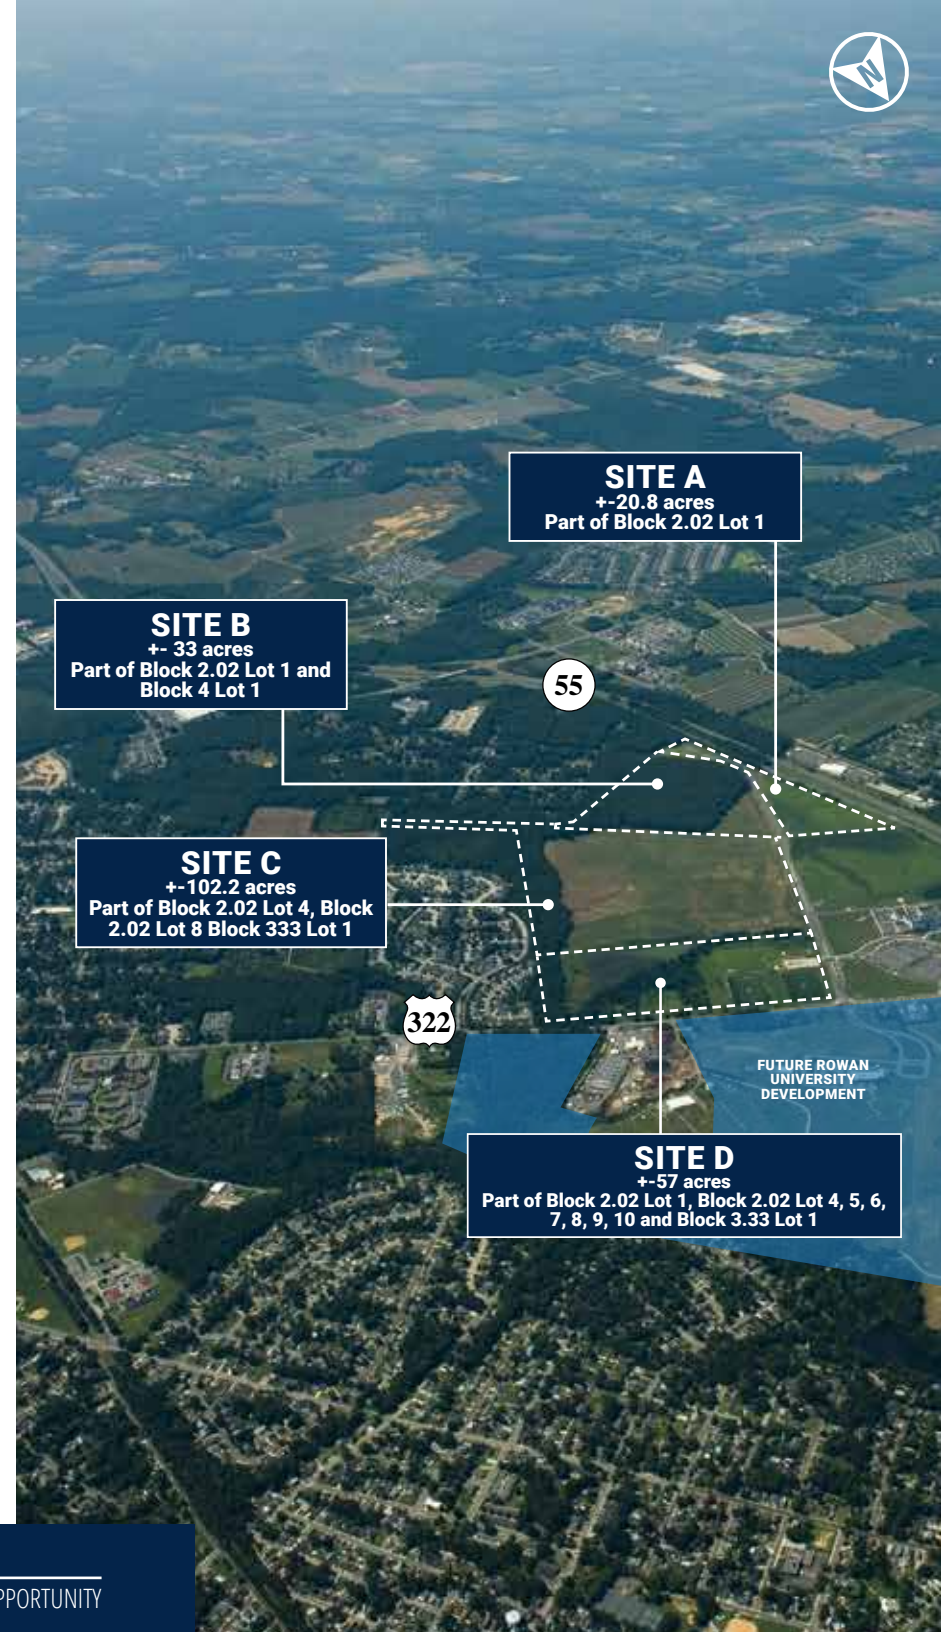 N
SITE A
+-20.8 acres
Part of Block 2.02 Lot 1
SITE B
+- 33 acres
Part of Block 2.02 Lot 1 and
Block 4 Lot 1
55
SITE C
+-102.2 acres
Part of Block 2.02 Lot 4, Block
2.02 Lot 8 Block 333 Lot 1
322
FUTURE ROWAN
UNIVERSITY
DEVELOPMENT
SITE D
+-57 acres
Part of Block 2.02 Lot 1, Block 2.02 Lot 4, 5, 6,
7, 8, 9, 10 and Block 3.33 Lot 1
PPORTUNITY